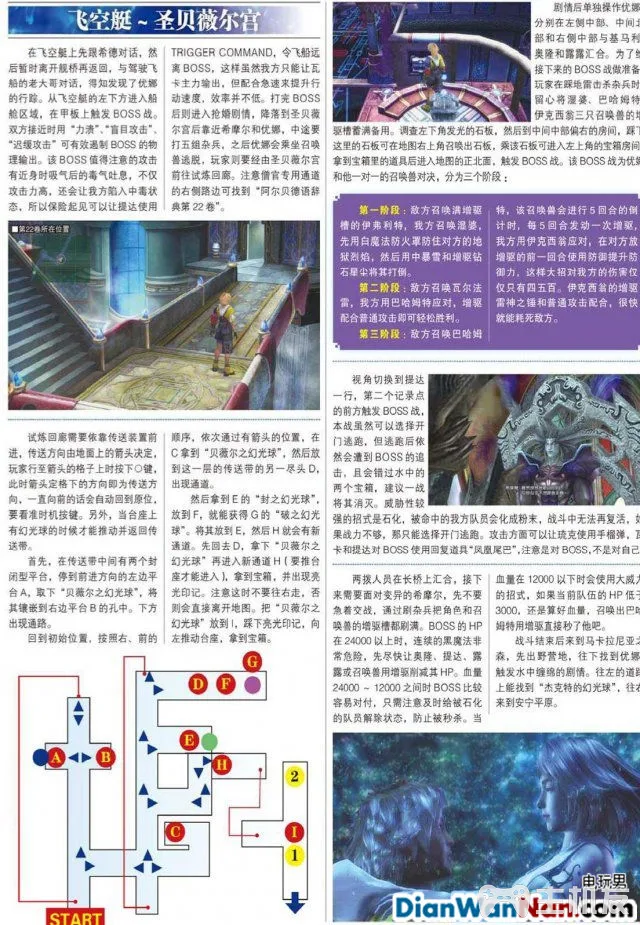 飞空艇～圣贝薇尔宫
在飞空艇上先跟希德对话，然
后暂时离开舰桥再返回，与驾驶飞
船的老大哥对话，得知发现了优娜
的行踪。从飞空艇的左下方进入船
舱区域，在甲板上触发BOSS战。
双方接近时用“力溃”、“盲目攻击”、
“迟缓攻击”可有效遏制BOSS的物
理输出。该BOSS值得注意的攻击
有近身时吸气后的毒气吐息，不仅
攻击力高，还会让我方陷入中毒状
态，所以保险起见可以让提达使用
TRIGGER COMMAND，令飞船远
离BOSS，这样虽然我方只能让瓦
卡主力输出，但配合急速来提升行
动速度，效率并不低。打完BOSS
后则进入抢婚剧情，降落到圣贝薇
尔宫后靠近希摩尔和优娜，中途要
打五组杂兵，之后优娜会乘坐召唤
兽逃脱，玩家则要经由圣贝薇尔宫
前往试炼回廊。注意僧官专用通道
的右侧路边可找到“阿尔贝德语辞
典第22卷”。
■第22卷所在位置
试炼回廊需要依靠传送装置前
进，传送方向由地面上的箭头决定，
玩家行至箭头的格子上时按下○键，
此时箭头定格下的方向即为传送方
向，一直向前的话会自动回到原位，
要看准时机按键。另外，当台座上
有幻光球的时候才能推动并返回传
送带。
首先，在传送带中间有两个封
闭型平台，停到前进方向的左边平
台A，取下“贝薇尔之幻光球”，将
其镶嵌到右边平台B的孔中。下方
出现通路。
回到初始位置，按照右、前的
顺序，依次通过有箭头的位置，在
C拿到“贝薇尔之幻光球”，然后放
到这一层的传送带的另一尽头D，
出现通道。
然后拿到E的“封之幻光球”，
放到F，就能获得G的“破之幻光
球”。将其放到E，然后H就会有新
通道。先回去D，拿下“贝薇尔之
幻光球”再进入新通道H（要推台
座才能进入），拿到宝箱，并出现亮
光印记。注意这时不要往右走，否
则会直接离开地图。把“贝薇尔之
幻光球”放到I，踩下亮光印记，向
左推动台座，拿到宝箱。
G
D
F
E
A
B
H
2
C
I
1
START
剧情后单独操作优娜
分别在左侧中部、中间北
部和右侧中部与基马利
奥隆和露露汇合。为了给
接下来的BOSS战做准备
玩家在踩地雷击杀杂兵时
留心将湿婆、巴哈姆特
伊克西翁三只召唤兽的增
驱槽蓄满备用。调查左下角发光的石板，然后到中间中部偏右的房间，踩下
这里的石板可在地图右上角召唤出石板，乘该石板可进入左上角的宝箱房间
拿到宝箱里的道具后进入地图的正北面，触发BOSS战。该BOSS战为优娜
和他一对一的召唤兽对决，分为三个阶段：
第一阶段：敌方召唤满增驱
槽的伊弗利特，我方召唤湿婆，
先用白魔法防火罩防住对方的地
狱烈焰，然后用中暴雪和增驱钻
石星尘将其打倒。
第二阶段：敌方召唤瓦尔法
雷，我方用巴哈姆特应对，增驱
配合普通攻击即可轻松胜利。
第三阶段：敌方召唤巴哈姆
特，该召唤兽会进行5回合的倒
计时，每5回合发动一次增驱，
我方用伊克西翁应对，在对方放
增驱的前一回合使用防御提升防
御力，这样大招对我方的伤害仅
仅只有四五百。伊克西翁的增驱
雷神之锤和普通攻击配合，很快
就能耗死敌方。
视角切换到提达
一行，第二个记录点
的前方触发BOSS战，
本战虽然可以选择开
门逃跑，但逃跑后依
然会遭到BOSS的追
击，且会错过水中的
两个宝箱，建议一战
将其消灭。威胁性较
强的招式是石化，被命中的我方队员会化成粉末，战斗中无法再复活，如
果战力不够，那只能选择开门逃跑。攻击方面可以让琉克使用手榴弹，瓦
卡和提达对BOSS使用回复道具“凤凰尾巴”，注意是对BOSS,不是对自己
两拨人员在长桥上汇合，接下
来需要面对变异的希摩尔，先不要
急着交战，通过刷杂兵把角色和召
唤兽的增驱槽都刷满。BOSS的HP
在24000以上时，连续的黑魔法非
常危险，先尽快让奥隆、提达、露
露或召唤兽用增驱削减其HP。血量
24000～12000之间时BOSS比较
容易对付，只需注意及时给被石化
的队员解除状态，防止被秒杀。当
血量在12000以下时会使用大威力
的招式，如果当前队伍的HP低于
3000，还是算好血量，召唤出巴哈
姆特用增驱直接秒了他吧。
战斗结束后来到马卡拉尼亚之
森，先出野营地，往下找到优娜
触发水中缠绵的剧情。往左的道路
上能找到“杰克特的幻光球”，往右
来到安宁平原。
电玩男
DianWanNan.com